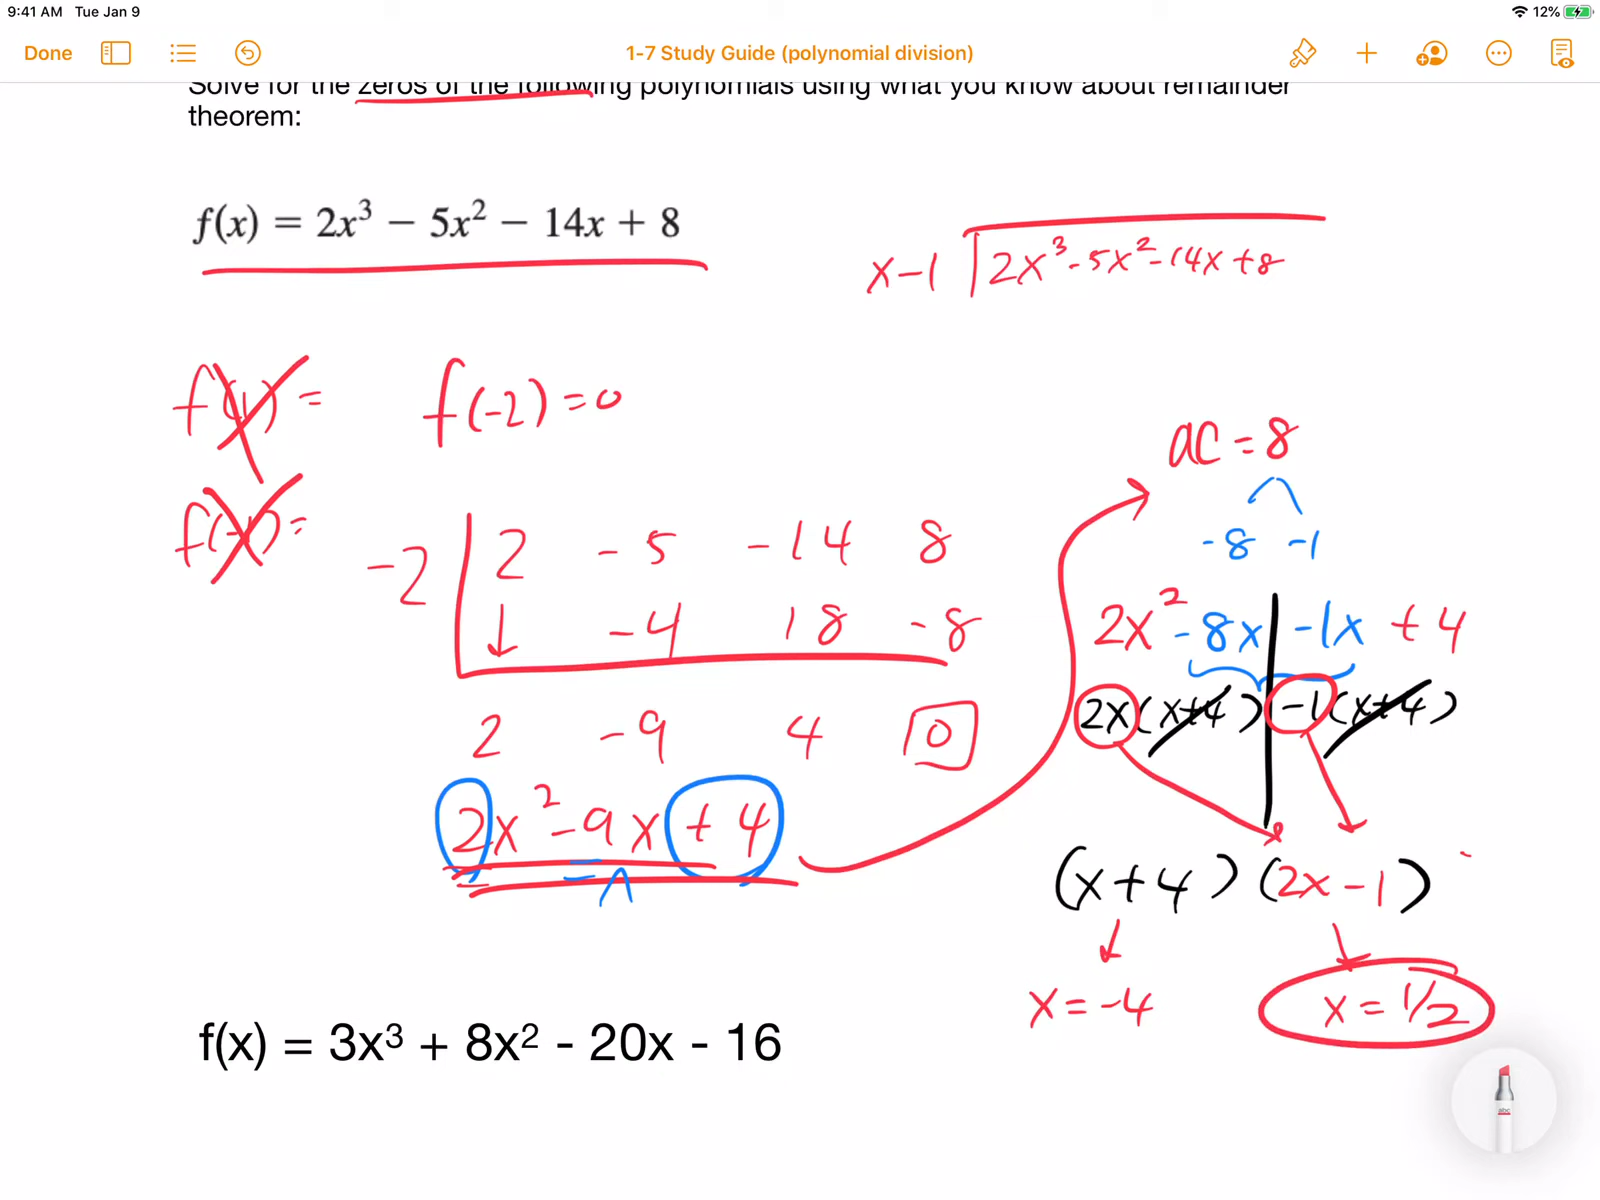 9:41 AM Tue Jan 9
12%
Done
1-7 Study Guide (polynomial division)
Solve for the zeros of the following polynomials using what you know about remainder
theorem:
f(x) = 2x³ − 5x² − 14x + 8
x-1 2x³-5x²-14x+8
f(1)=
f(-2)=0
f(-1)=
-2 2 -5 -14 8
-4 18 -8
2 -9 4 0
2x²-9x+4
ac=8
-8 -1
2x²-8x-1x+4
2x(x+4)-1(x+4)
(x+4)(2x-1)
x=-4
x=1/2
f(x) = 3x³ + 8x² - 20x - 16
abc